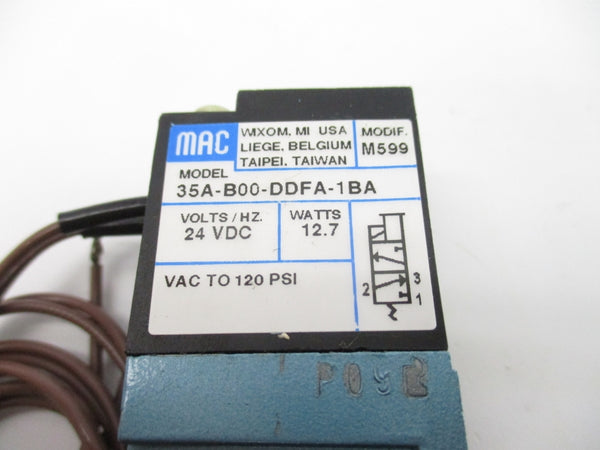 MAC
WIXOM, MI USA
LIEGE, BELGIUM
TAIPEI, TAIWAN
MODIF.
M599
MODEL
35A-B00-DDFA-1BA
VOLTS / HZ.
24 VDC
WATTS
12.7
VAC TO 120 PSI
2
3
1